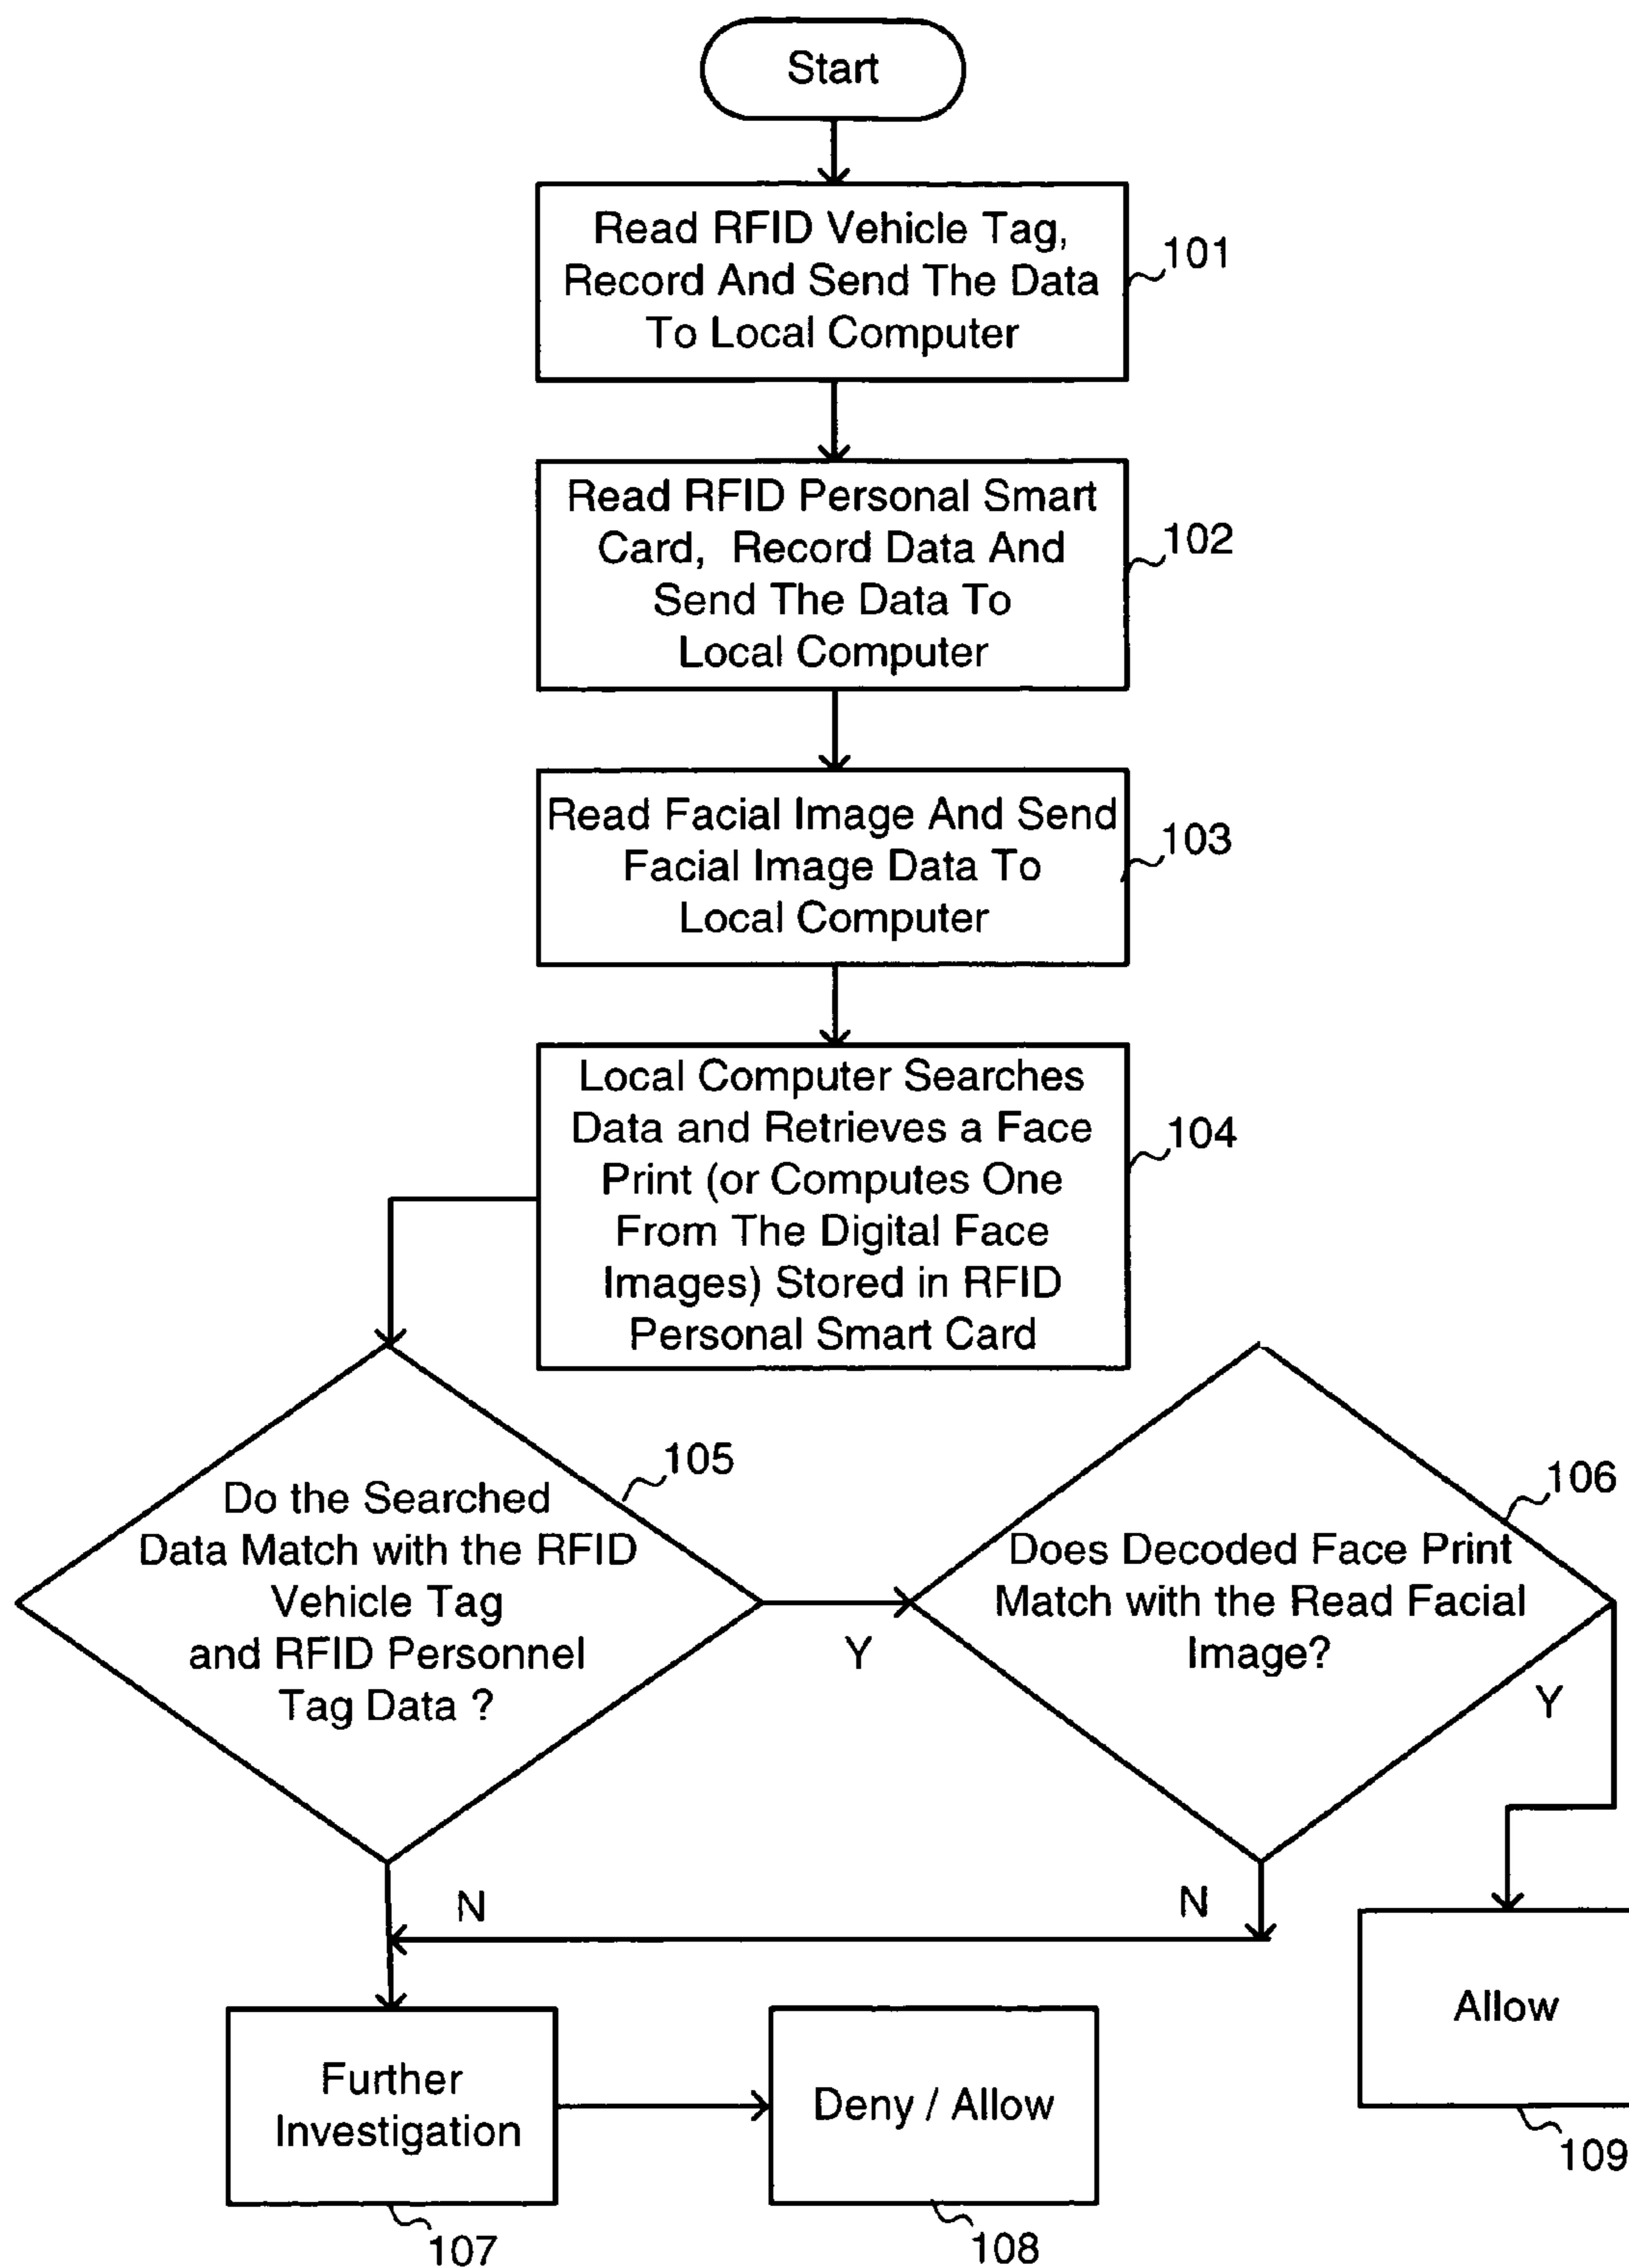 Start
Read RFID Vehicle Tag,
Record And Send The Data
To Local Computer
101
Read RFID Personal Smart
Card, Record Data And
Send The Data To
Local Computer
102
Read Facial Image And Send
Facial Image Data To
Local Computer
103
Local Computer Searches
Data and Retrieves a Face
Print (or Computes One
From The Digital Face
Images) Stored in RFID
Personal Smart Card
104
Do the Searched
Data Match with the RFID
Vehicle Tag
and RFID Personnel
Tag Data ?
105
Y
Does Decoded Face Print
Match with the Read Facial
Image?
106
Y
N
N
Further
Investigation
107
Deny / Allow
108
Allow
109